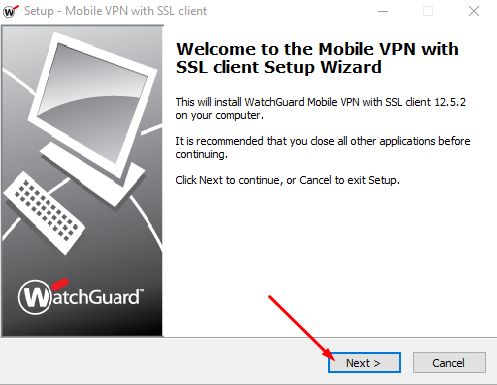 Setup - Mobile VPN with SSL client
Welcome to the Mobile VPN with
SSL client Setup Wizard
This will install WatchGuard Mobile VPN with SSL client 12.5.2
on your computer.
It is recommended that you close all other applications before
continuing.
Click Next to continue, or Cancel to exit Setup.
WatchGuard™
Next >
Cancel